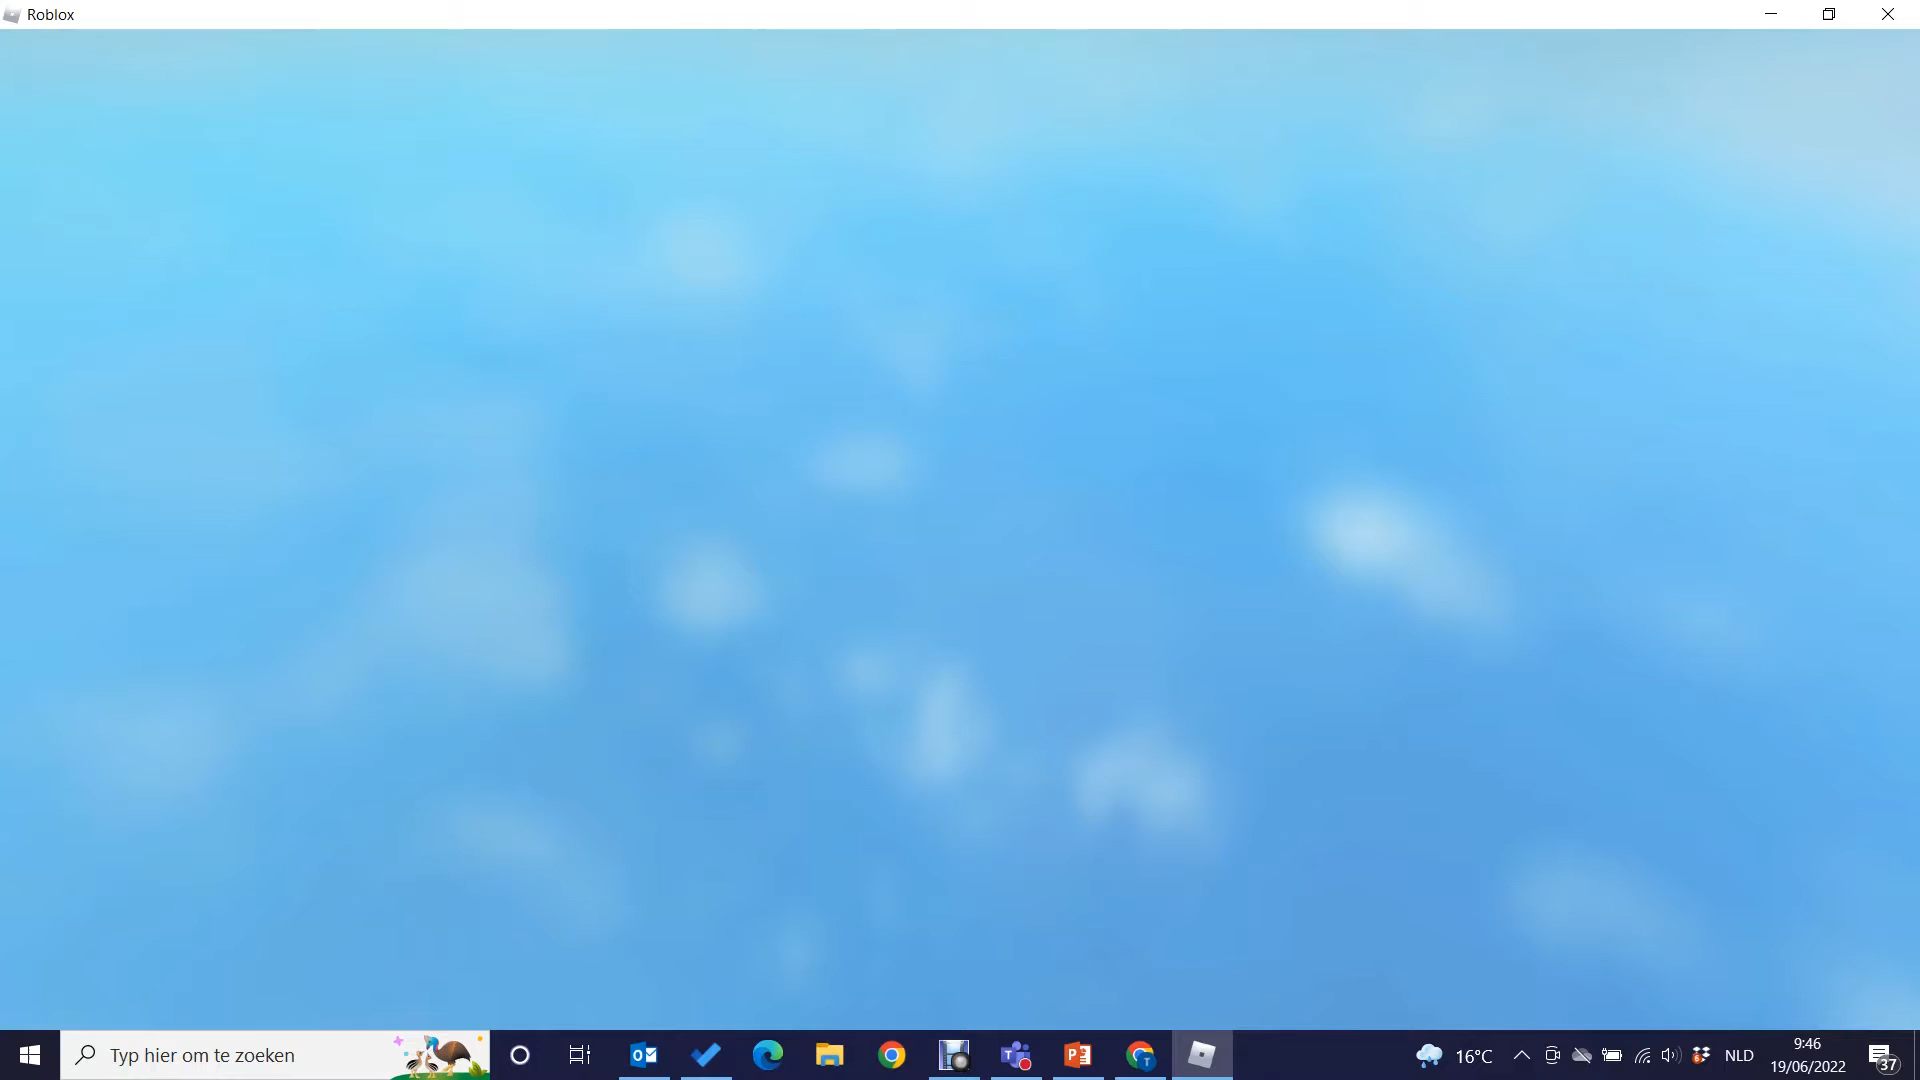 Roblox
Typ hier om te zoeken
16°C
NLD
9:46
19/06/2022
37